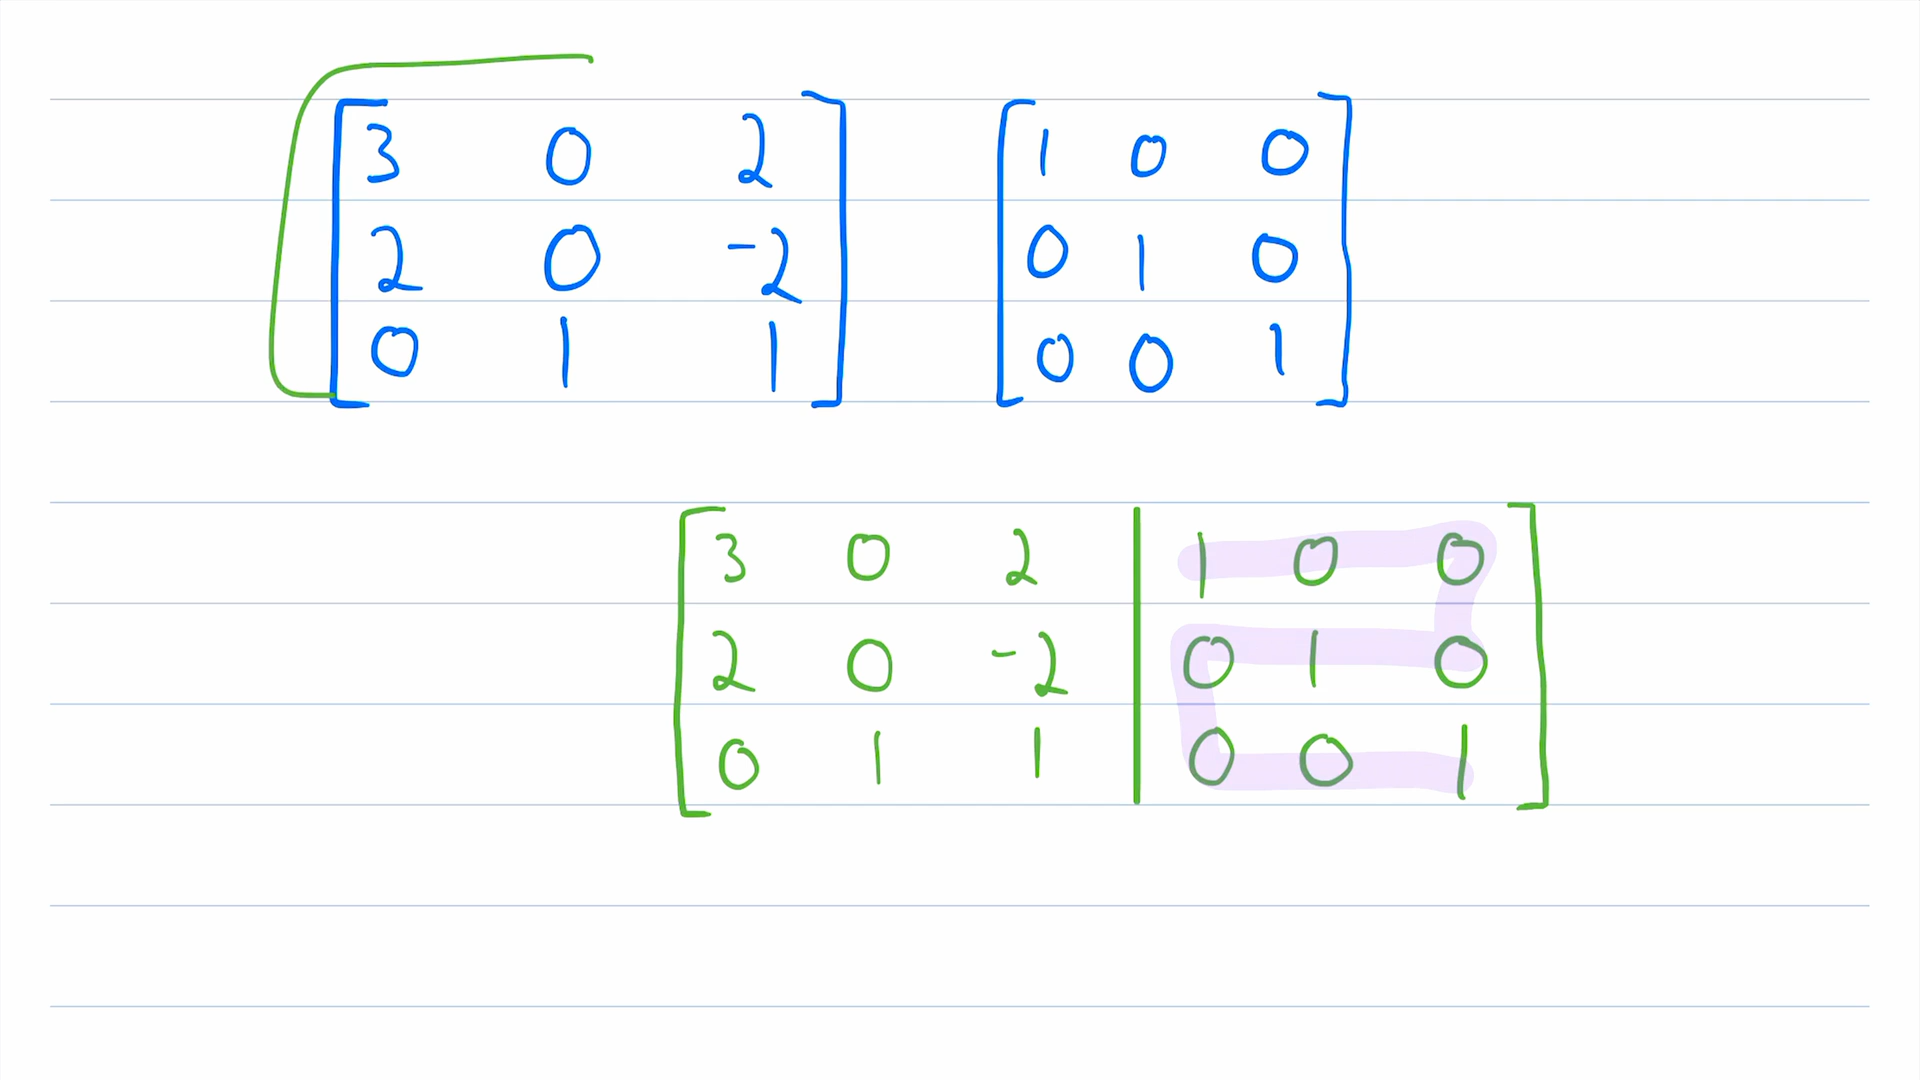 3 0 2 1 0 0
2 0 -2 0 1 0
0 1 1 0 0 1
3 0 2 | 1 0 0
2 0 -2 | 0 1 0
0 1 1 | 0 0 1